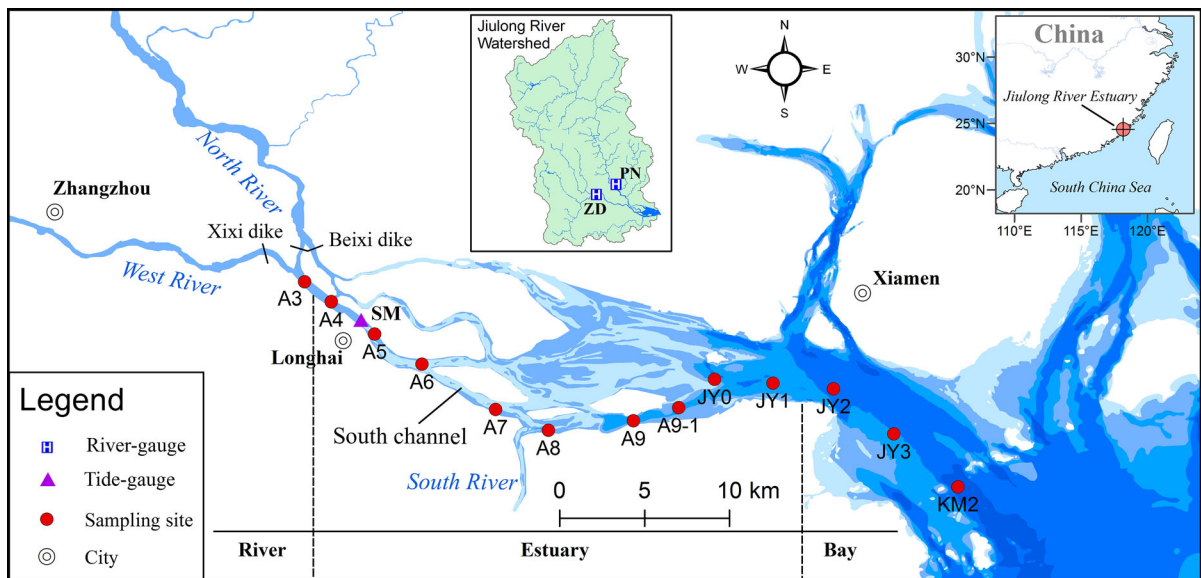 Jiulong River
Watershed
PN
ZD
N
W
E
S
China
30°N
Jiulong River Estuary
25°N
20°N
South China Sea
110°E
115°E
120°E
Zhangzhou
North River
Xixi dike
Beixi dike
West River
Xiamen
A3
A4
SM
Longhai
A5
A6
South channel
A7
A8
A9
A9-1
JY0
JY1
JY2
JY3
KM2
South River
0
5
10 km
Legend
River-gauge
Tide-gauge
Sampling site
City
River
Estuary
Bay